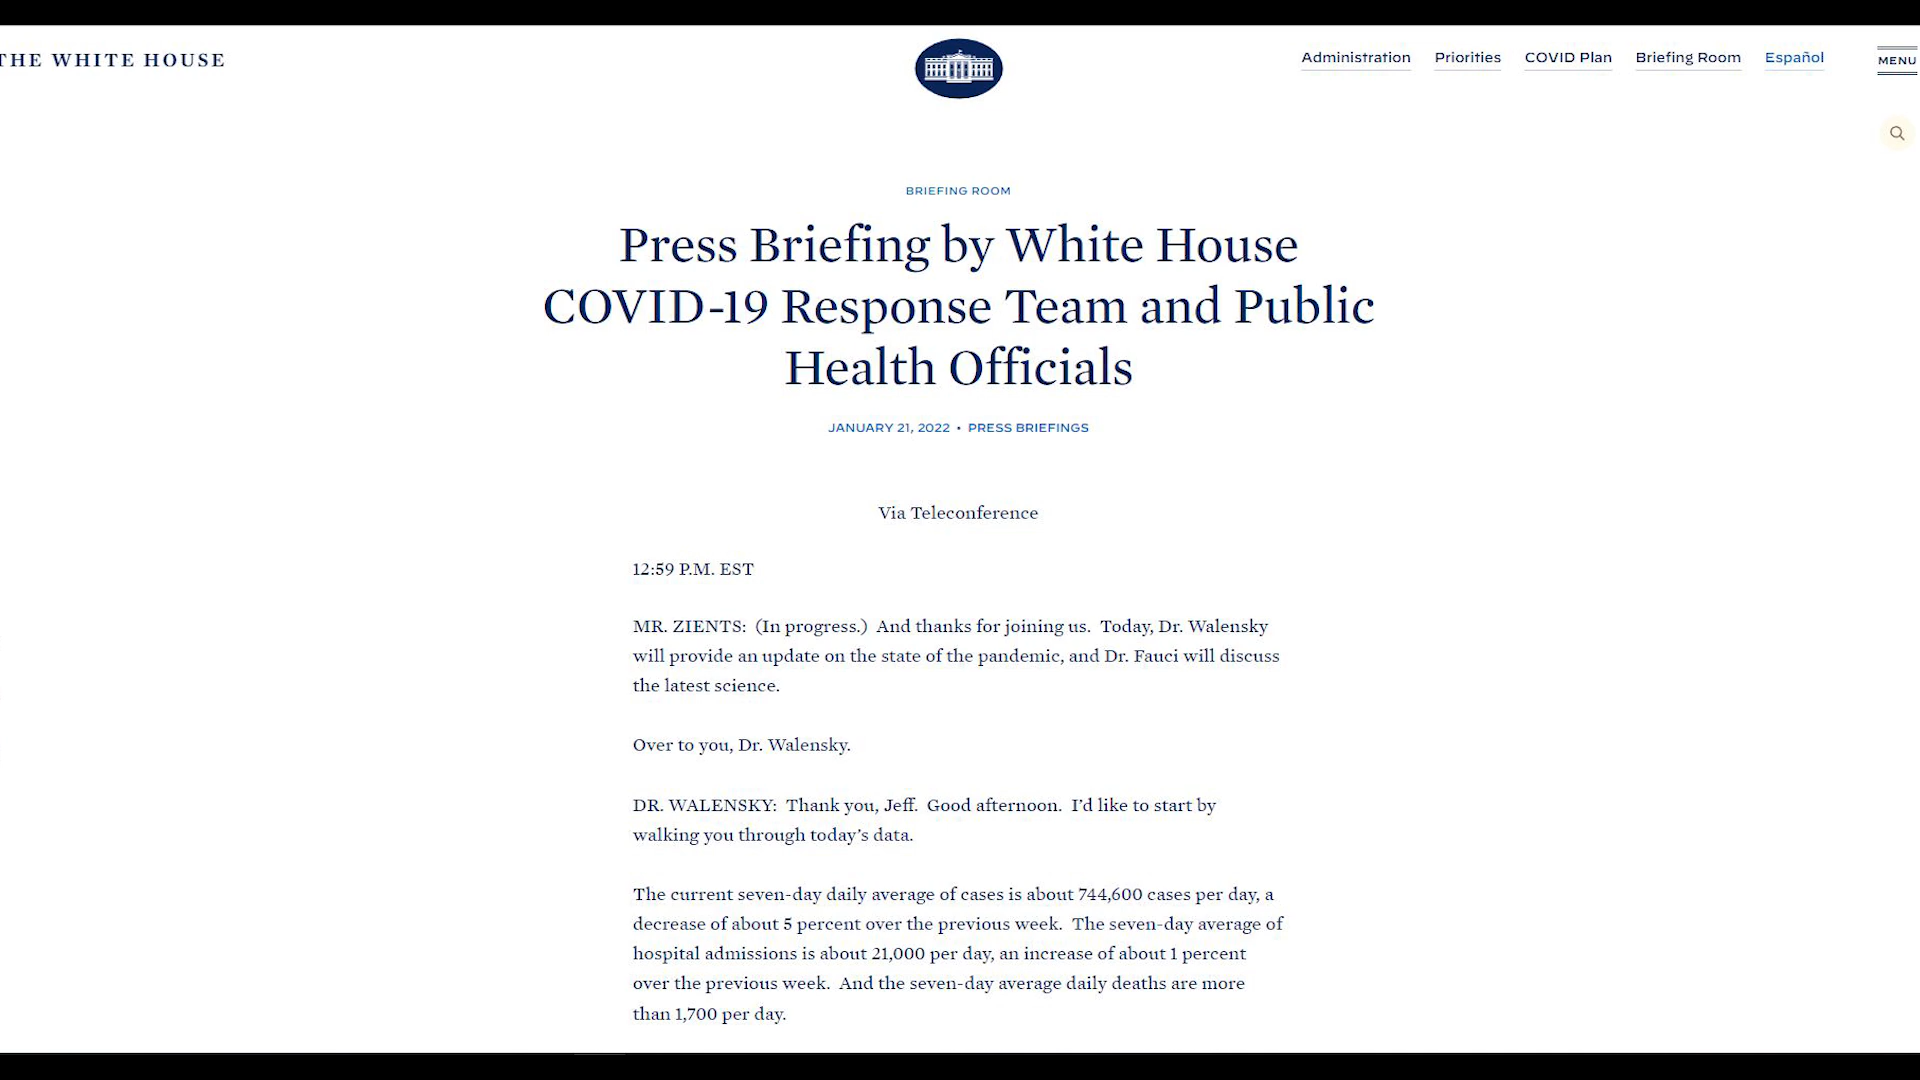 THE WHITE HOUSE
Administration Priorities COVID Plan Briefing Room Español MENU
BRIEFING ROOM
Press Briefing by White House
COVID-19 Response Team and Public
Health Officials
JANUARY 21, 2022 • PRESS BRIEFINGS
Via Teleconference
12:59 P.M. EST
MR. ZIENTS:  (In progress.)  And thanks for joining us.  Today, Dr. Walensky
will provide an update on the state of the pandemic, and Dr. Fauci will discuss
the latest science.
Over to you, Dr. Walensky.
DR. WALENSKY:  Thank you, Jeff.  Good afternoon.  I’d like to start by
walking you through today’s data.
The current seven-day daily average of cases is about 744,600 cases per day, a
decrease of about 5 percent over the previous week.  The seven-day average of
hospital admissions is about 21,000 per day, an increase of about 1 percent
over the previous week.  And the seven-day average daily deaths are more
than 1,700 per day.